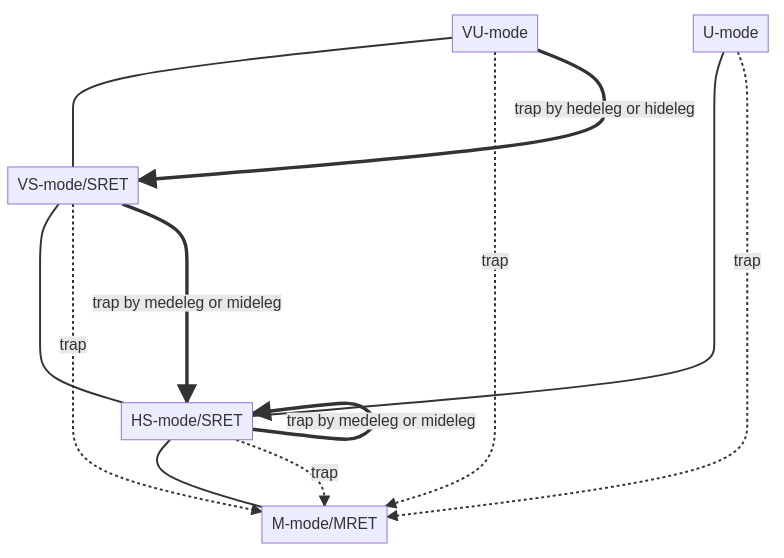 VU-mode
U-mode
trap by hedeleg or hideleg
VS-mode/SRET
trap
trap
trap by medeleg or mideleg
trap
HS-mode/SRET
trap by medeleg or mideleg
trap
M-mode/MRET